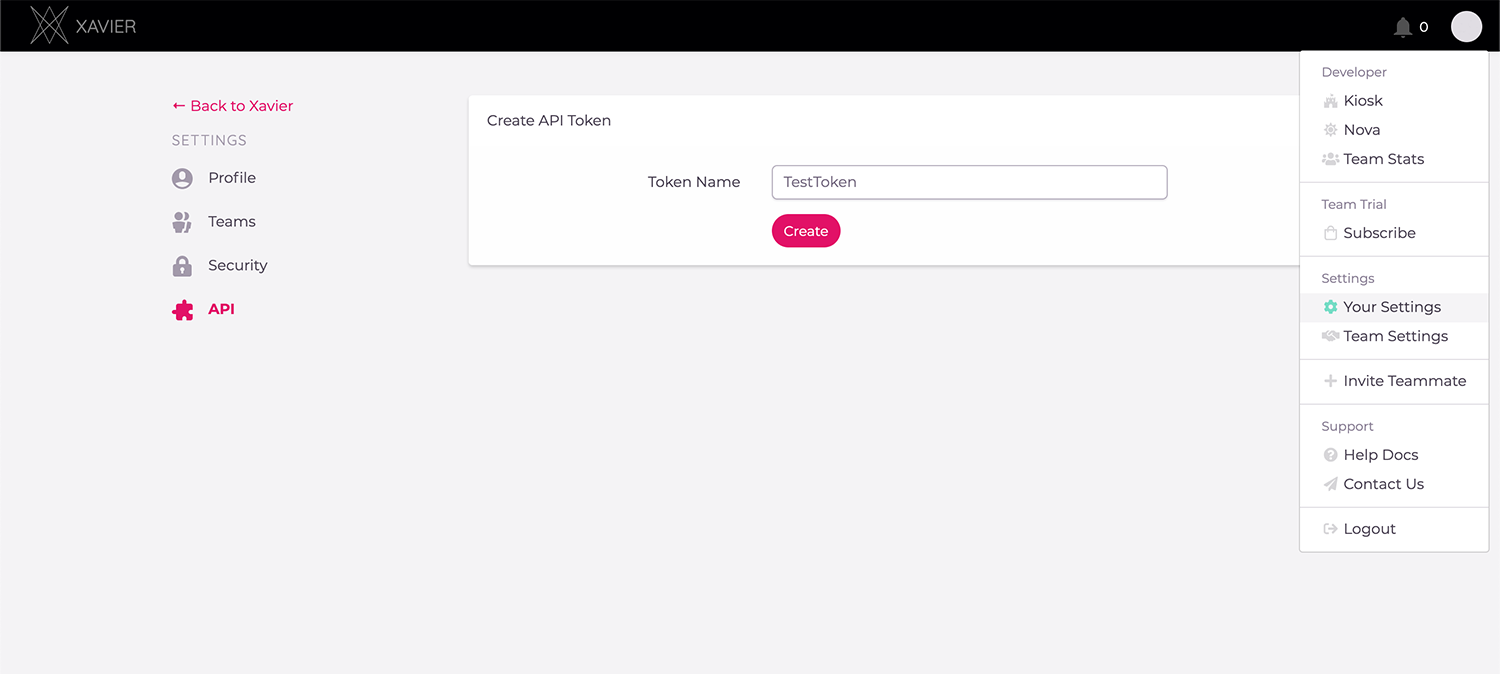 XAVIER
0
← Back to Xavier
SETTINGS
Profile
Teams
Security
API
Create API Token
Token Name
TestToken
Create
Developer
Kiosk
Nova
Team Stats
Team Trial
Subscribe
Settings
Your Settings
Team Settings
Invite Teammate
Support
Help Docs
Contact Us
Logout